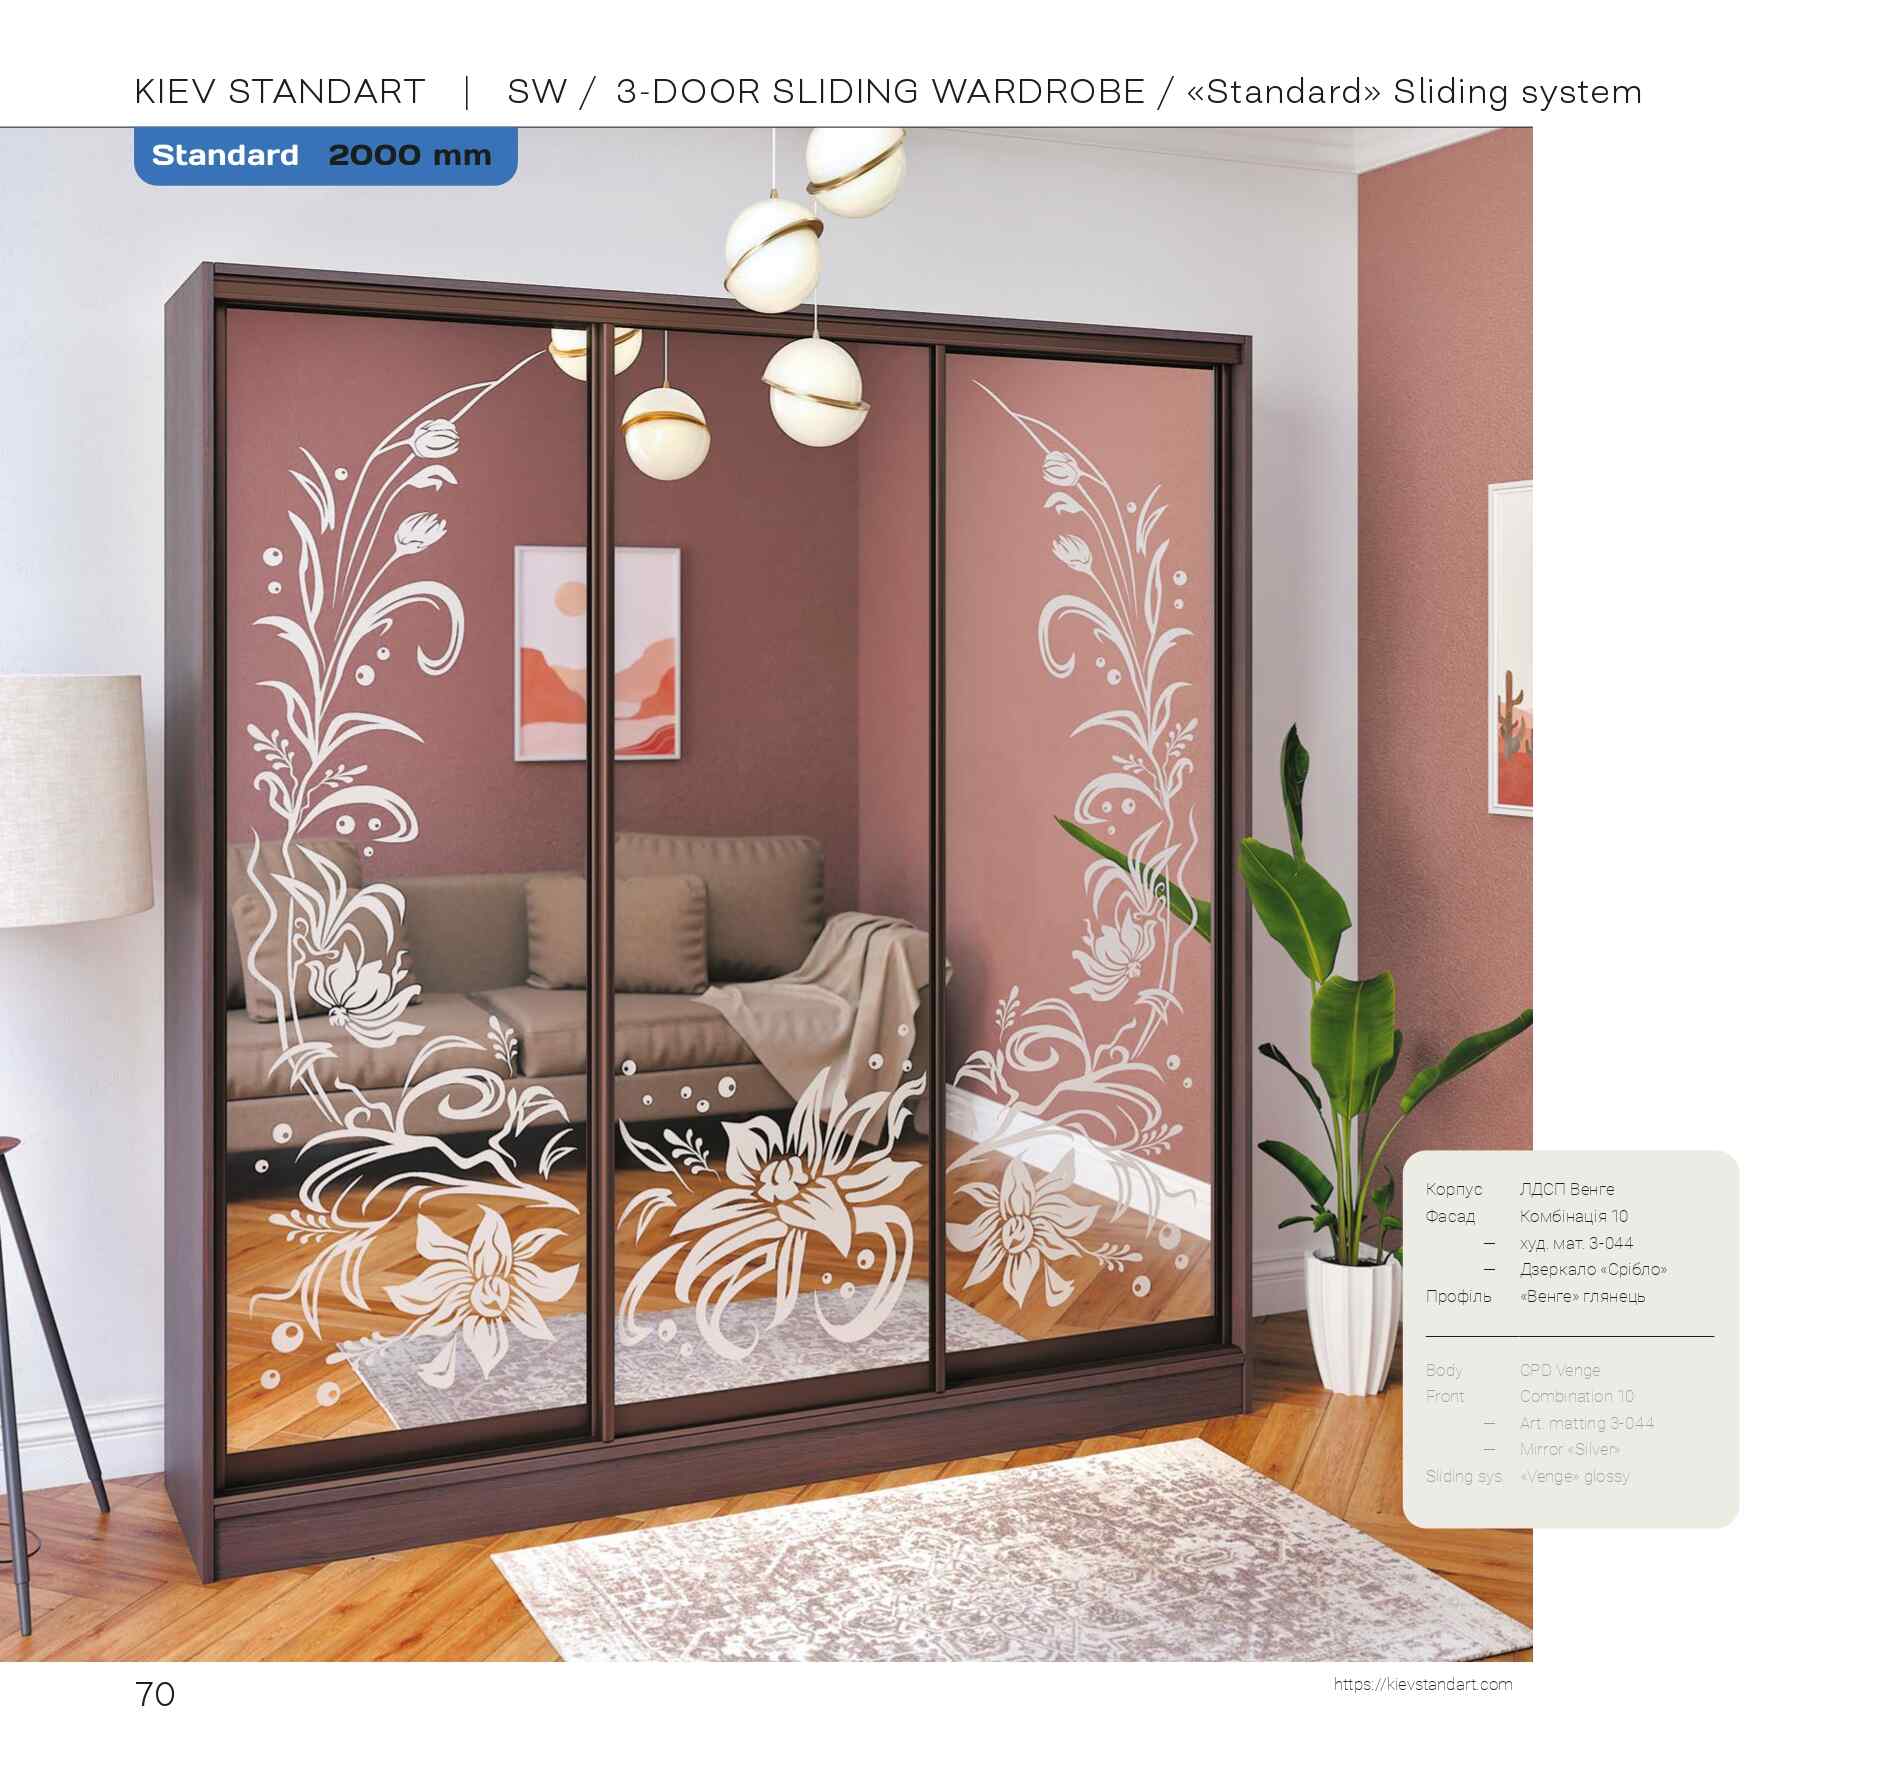 KIEV STANDART | SW / 3-DOOR SLIDING WARDROBE / «Standard» Sliding system
Standard 2000 mm
Корпус ЛДСП Венге
Фасад Комбінація 10
— худ. мат. 3-044
— Дзеркало «Срібло»
Профіль «Венге» глянець
Body CPD Venge
Front Combination 10
— Art. matting 3-044
— Mirror «Silver»
Sliding sys. «Venge» glossy
70
https://kievstandart.com